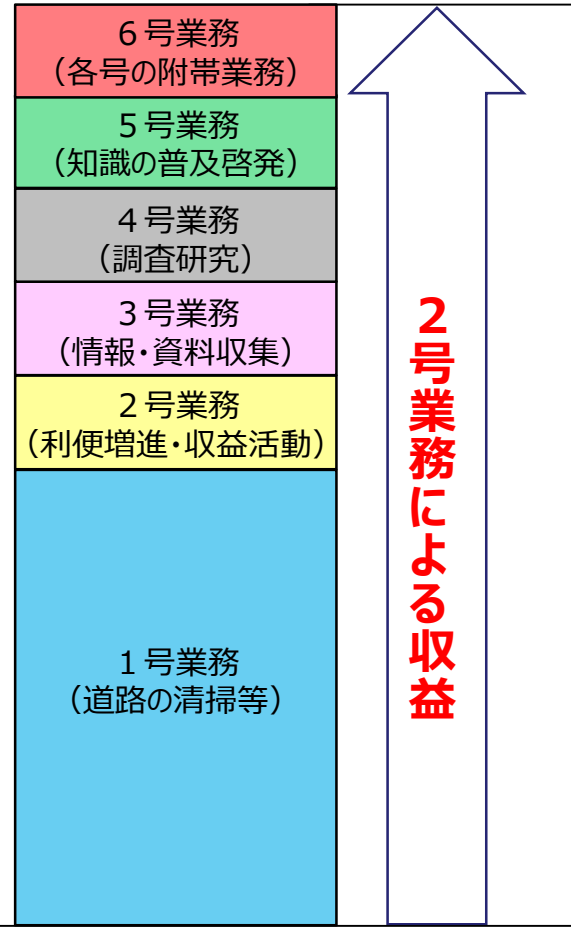 ６号業務
（各号の附帯業務）
５号業務
（知識の普及啓発）
４号業務
（調査研究）
３号業務
（情報・資料収集）
２号業務
（利便増進・収益活動）
１号業務
（道路の清掃等）
２号業務による収益